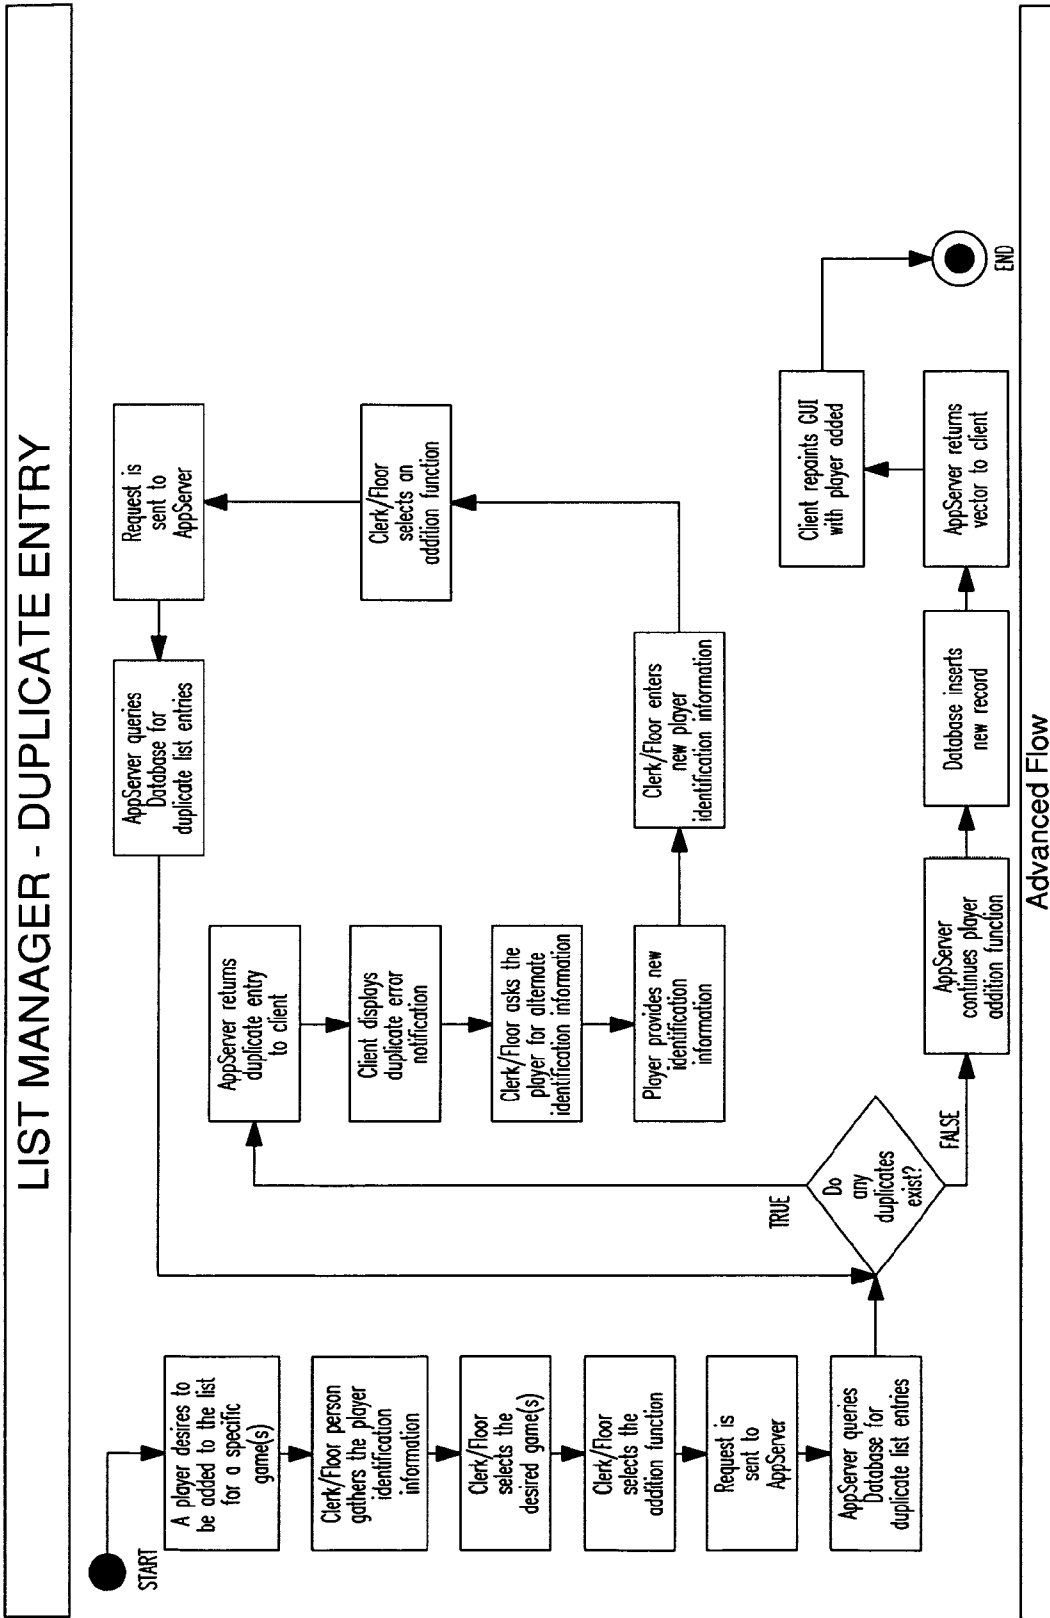 LIST MANAGER - DUPLICATE ENTRY
START
A player desires to
be added to the list
for a specific
game(s)
Clerk/Floor person
gathers the player
identification
information
Clerk/Floor
selects the
desired game(s)
Clerk/Floor
selects the
addition function
Request is
sent to
AppServer
AppServer queries
Database for
duplicate list entries
Do
any
duplicates
exist?
TRUE
FALSE
AppServer returns
duplicate entry
to client
Client displays
duplicate error
notification
Clerk/Floor asks the
player for alternate
identification information
Player provides new
identification
information
Clerk/Floor enters
new player
identification information
Clerk/Floor
selects an
addition function
Request is
sent to
AppServer
AppServer queries
Database for
duplicate list entries
AppServer
continues player
addition function
Database inserts
new record
AppServer returns
vector to client
Client repaints GUI
with player added
END
Advanced Flow